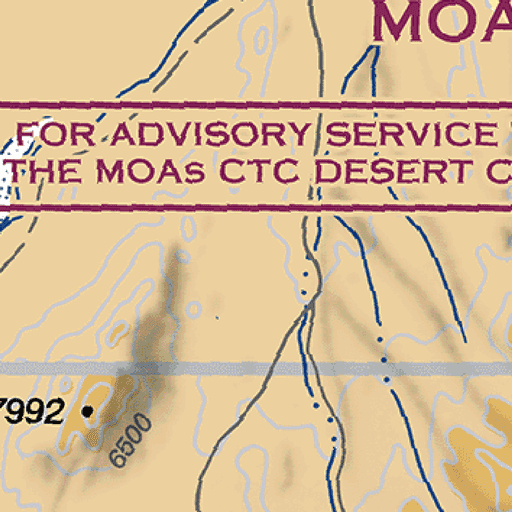 MOA
FOR ADVISORY SERVICE
THE MOAs CTC DESERT C
7992
6500